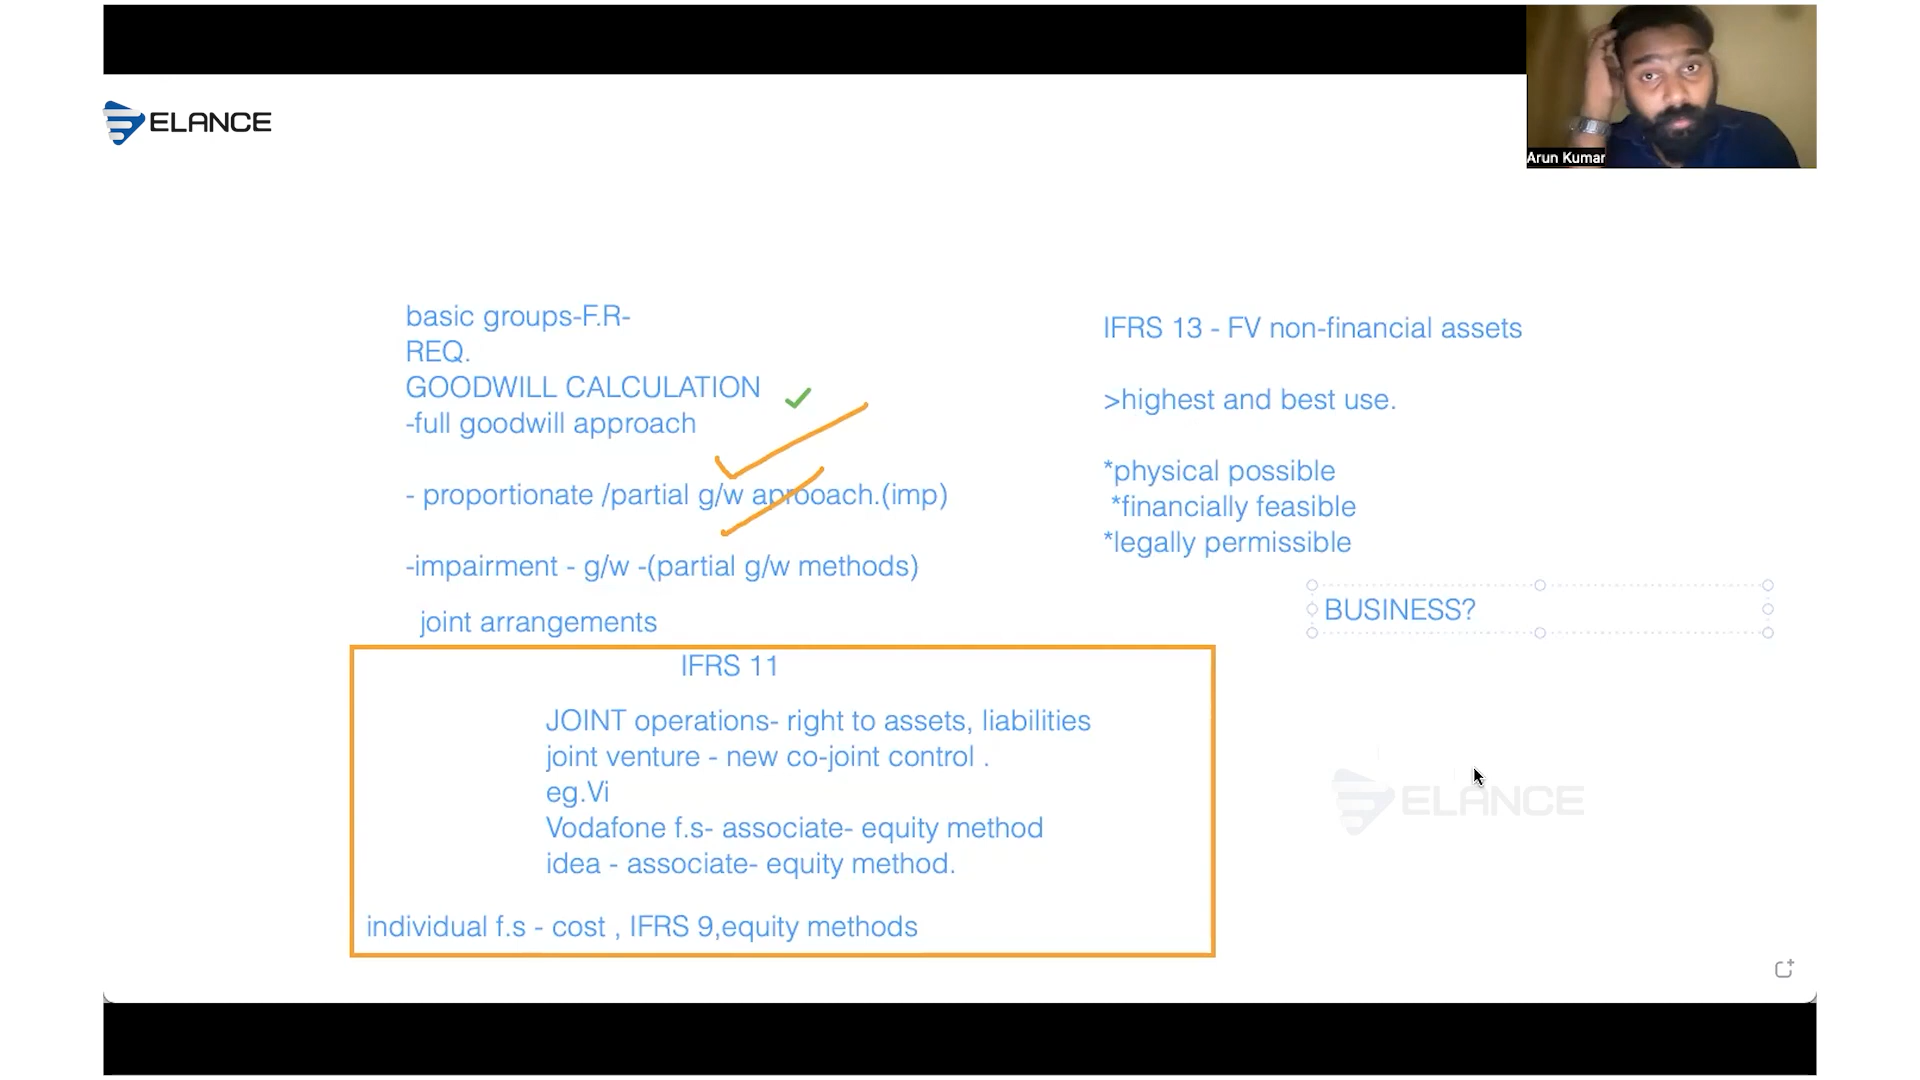 ELANCE
Arun Kumar
basic groups-F.R-
REQ.
GOODWILL CALCULATION
-full goodwill approach
- proportionate /partial g/w aprooach.(imp)
-impairment - g/w -(partial g/w methods)
joint arrangements
IFRS 11
JOINT operations- right to assets, liabilities
joint venture - new co-joint control .
eg.Vi
Vodafone f.s- associate- equity method
idea - associate- equity method.
individual f.s - cost , IFRS 9,equity methods
IFRS 13 - FV non-financial assets
>highest and best use.
*physical possible
*financially feasible
*legally permissible
BUSINESS?
ELANCE